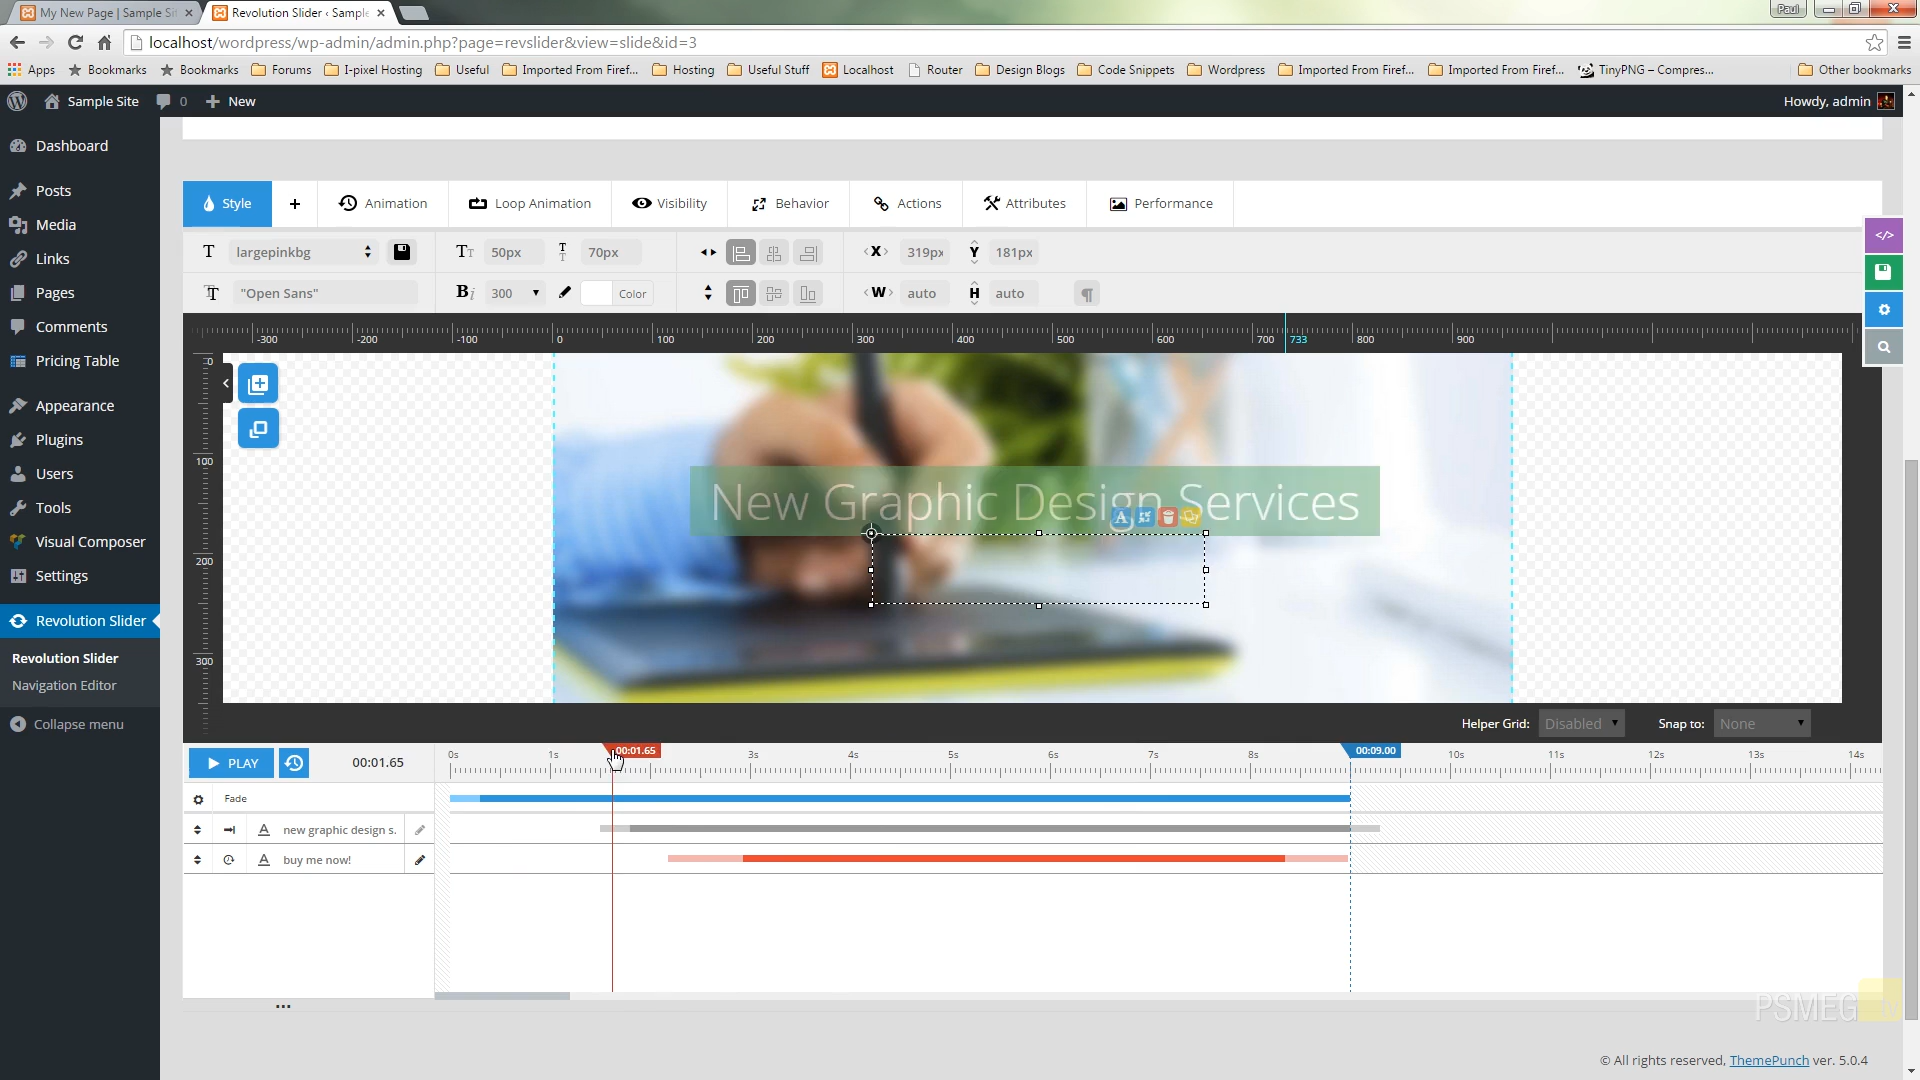 My New Page | Sample Sit
Revolution Slider ‹ Sample
Paul
localhost/wordpress/wp-admin/admin.php?page=revslider&view=slide&id=3
Apps Bookmarks Bookmarks Forums I-pixel Hosting Useful Imported From Firef... Hosting Useful Stuff Localhost Router Design Blogs Code Snippets Wordpress Imported From Firef... Imported From Firef... TinyPNG – Compres... Other bookmarks
Sample Site 0 New Howdy, admin
Dashboard
Posts
Media
Links
Pages
Comments
Pricing Table
Appearance
Plugins
Users
Tools
Visual Composer
Settings
Revolution Slider
Revolution Slider
Navigation Editor
Collapse menu
Style + Animation Loop Animation Visibility Behavior Actions Attributes Performance
largepinkbg 50px 70px X 319px Y 181px
"Open Sans" 300 Color W auto H auto
-300 -200 -100 0 100 200 300 400 500 600 700 733 800 900
0
100
200
300
New Graphic Design Services
Helper Grid: Disabled Snap to: None
PLAY 00:01.65 0s 1s 00:01.65 3s 4s 5s 6s 7s 8s 00:09.00 10s 11s 12s 13s 14s
Fade
new graphic design s.
buy me now!
...
PSMEG
© All rights reserved, ThemePunch ver. 5.0.4